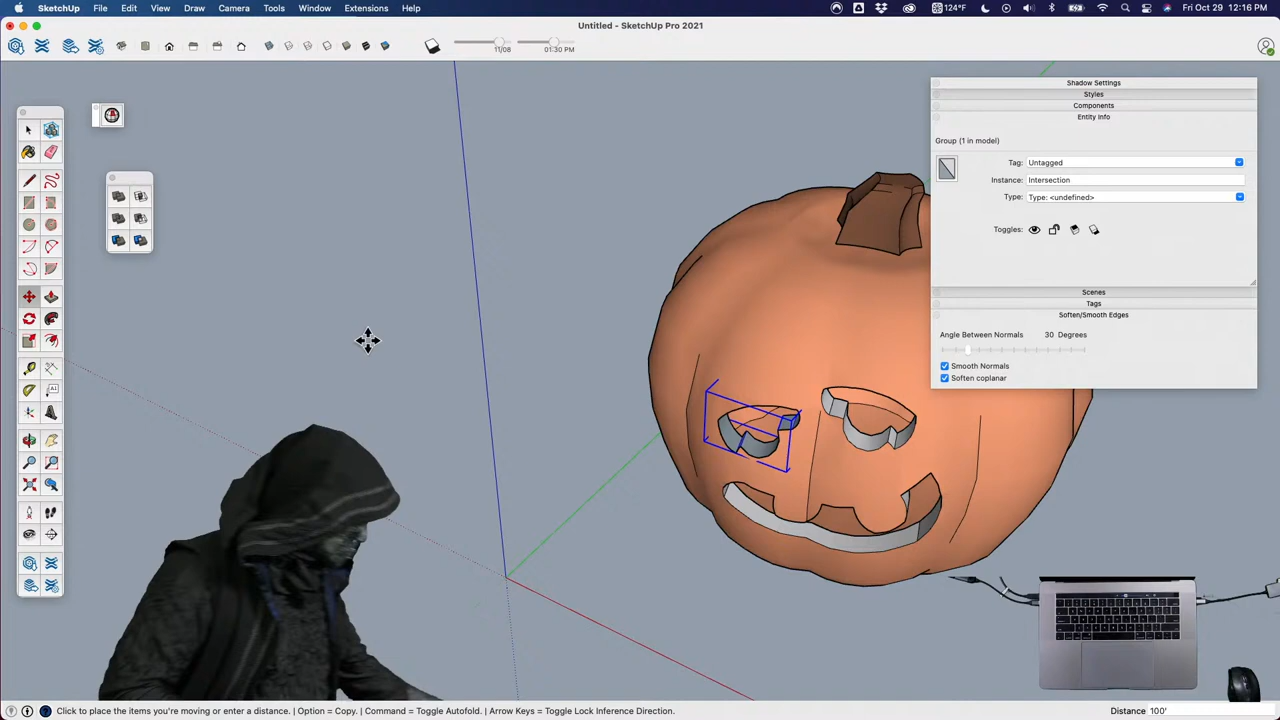 SketchUp File Edit View Draw Camera Tools Window Extensions Help 124°F Fri Oct 29 12:16 PM
Untitled - SketchUp Pro 2021
11/08 01:30 PM
Shadow Settings
Styles
Components
Entity Info
Group (1 in model)
Tag: Untagged
Instance: Intersection
Type: Type: <undefined>
Toggles:
Scenes
Tags
Soften/Smooth Edges
Angle Between Normals 30 Degrees
Smooth Normals
Soften coplanar
Click to place the items you're moving or enter a distance. | Option = Copy. | Command = Toggle Autofold. | Arrow Keys = Toggle Lock Inference Direction. Distance 100'